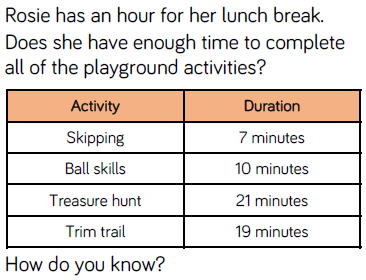 Rosie has an hour for her lunch break.
Does she have enough time to complete
all of the playground activities?
Activity Duration
Skipping 7 minutes
Ball skills 10 minutes
Treasure hunt 21 minutes
Trim trail 19 minutes
How do you know?